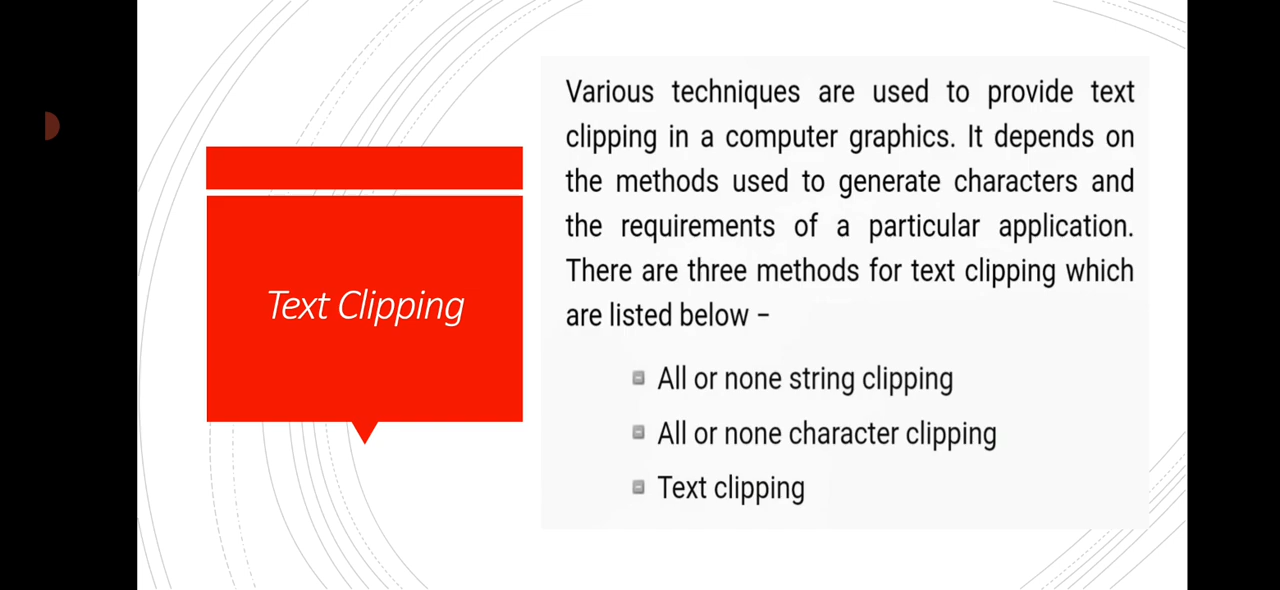 Text Clipping
Various techniques are used to provide text
clipping in a computer graphics. It depends on
the methods used to generate characters and
the requirements of a particular application.
There are three methods for text clipping which
are listed below −
All or none string clipping
All or none character clipping
Text clipping